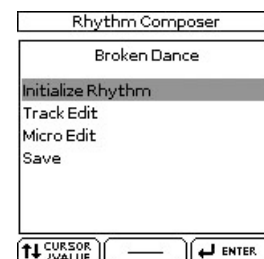 Rhythm Composer
Broken Dance
Initialize Rhythm
Track Edit
Micro Edit
Save
CURSOR
/VALUE
ENTER